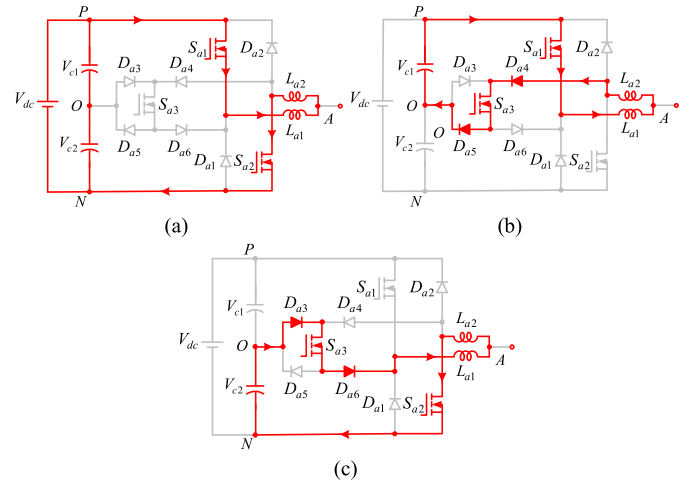 P
S_{a1}
D_{a2}
V_{c1}
D_{a3}
D_{a4}
L_{a2}
V_{dc}
O
S_{a3}
A
V_{c2}
D_{a5}
D_{a6}
L_{a1}
D_{a1}
S_{a2}
N
(a)
P
S_{a1}
D_{a2}
V_{c1}
D_{a3}
D_{a4}
L_{a2}
V_{dc}
O
S_{a3}
A
O
V_{c2}
D_{a5}
D_{a6}
L_{a1}
D_{a1}
S_{a2}
N
(b)
P
S_{a1}
D_{a2}
V_{c1}
D_{a3}
D_{a4}
L_{a2}
V_{dc}
O
S_{a3}
A
V_{c2}
D_{a5}
D_{a6}
L_{a1}
D_{a1}
S_{a2}
N
(c)